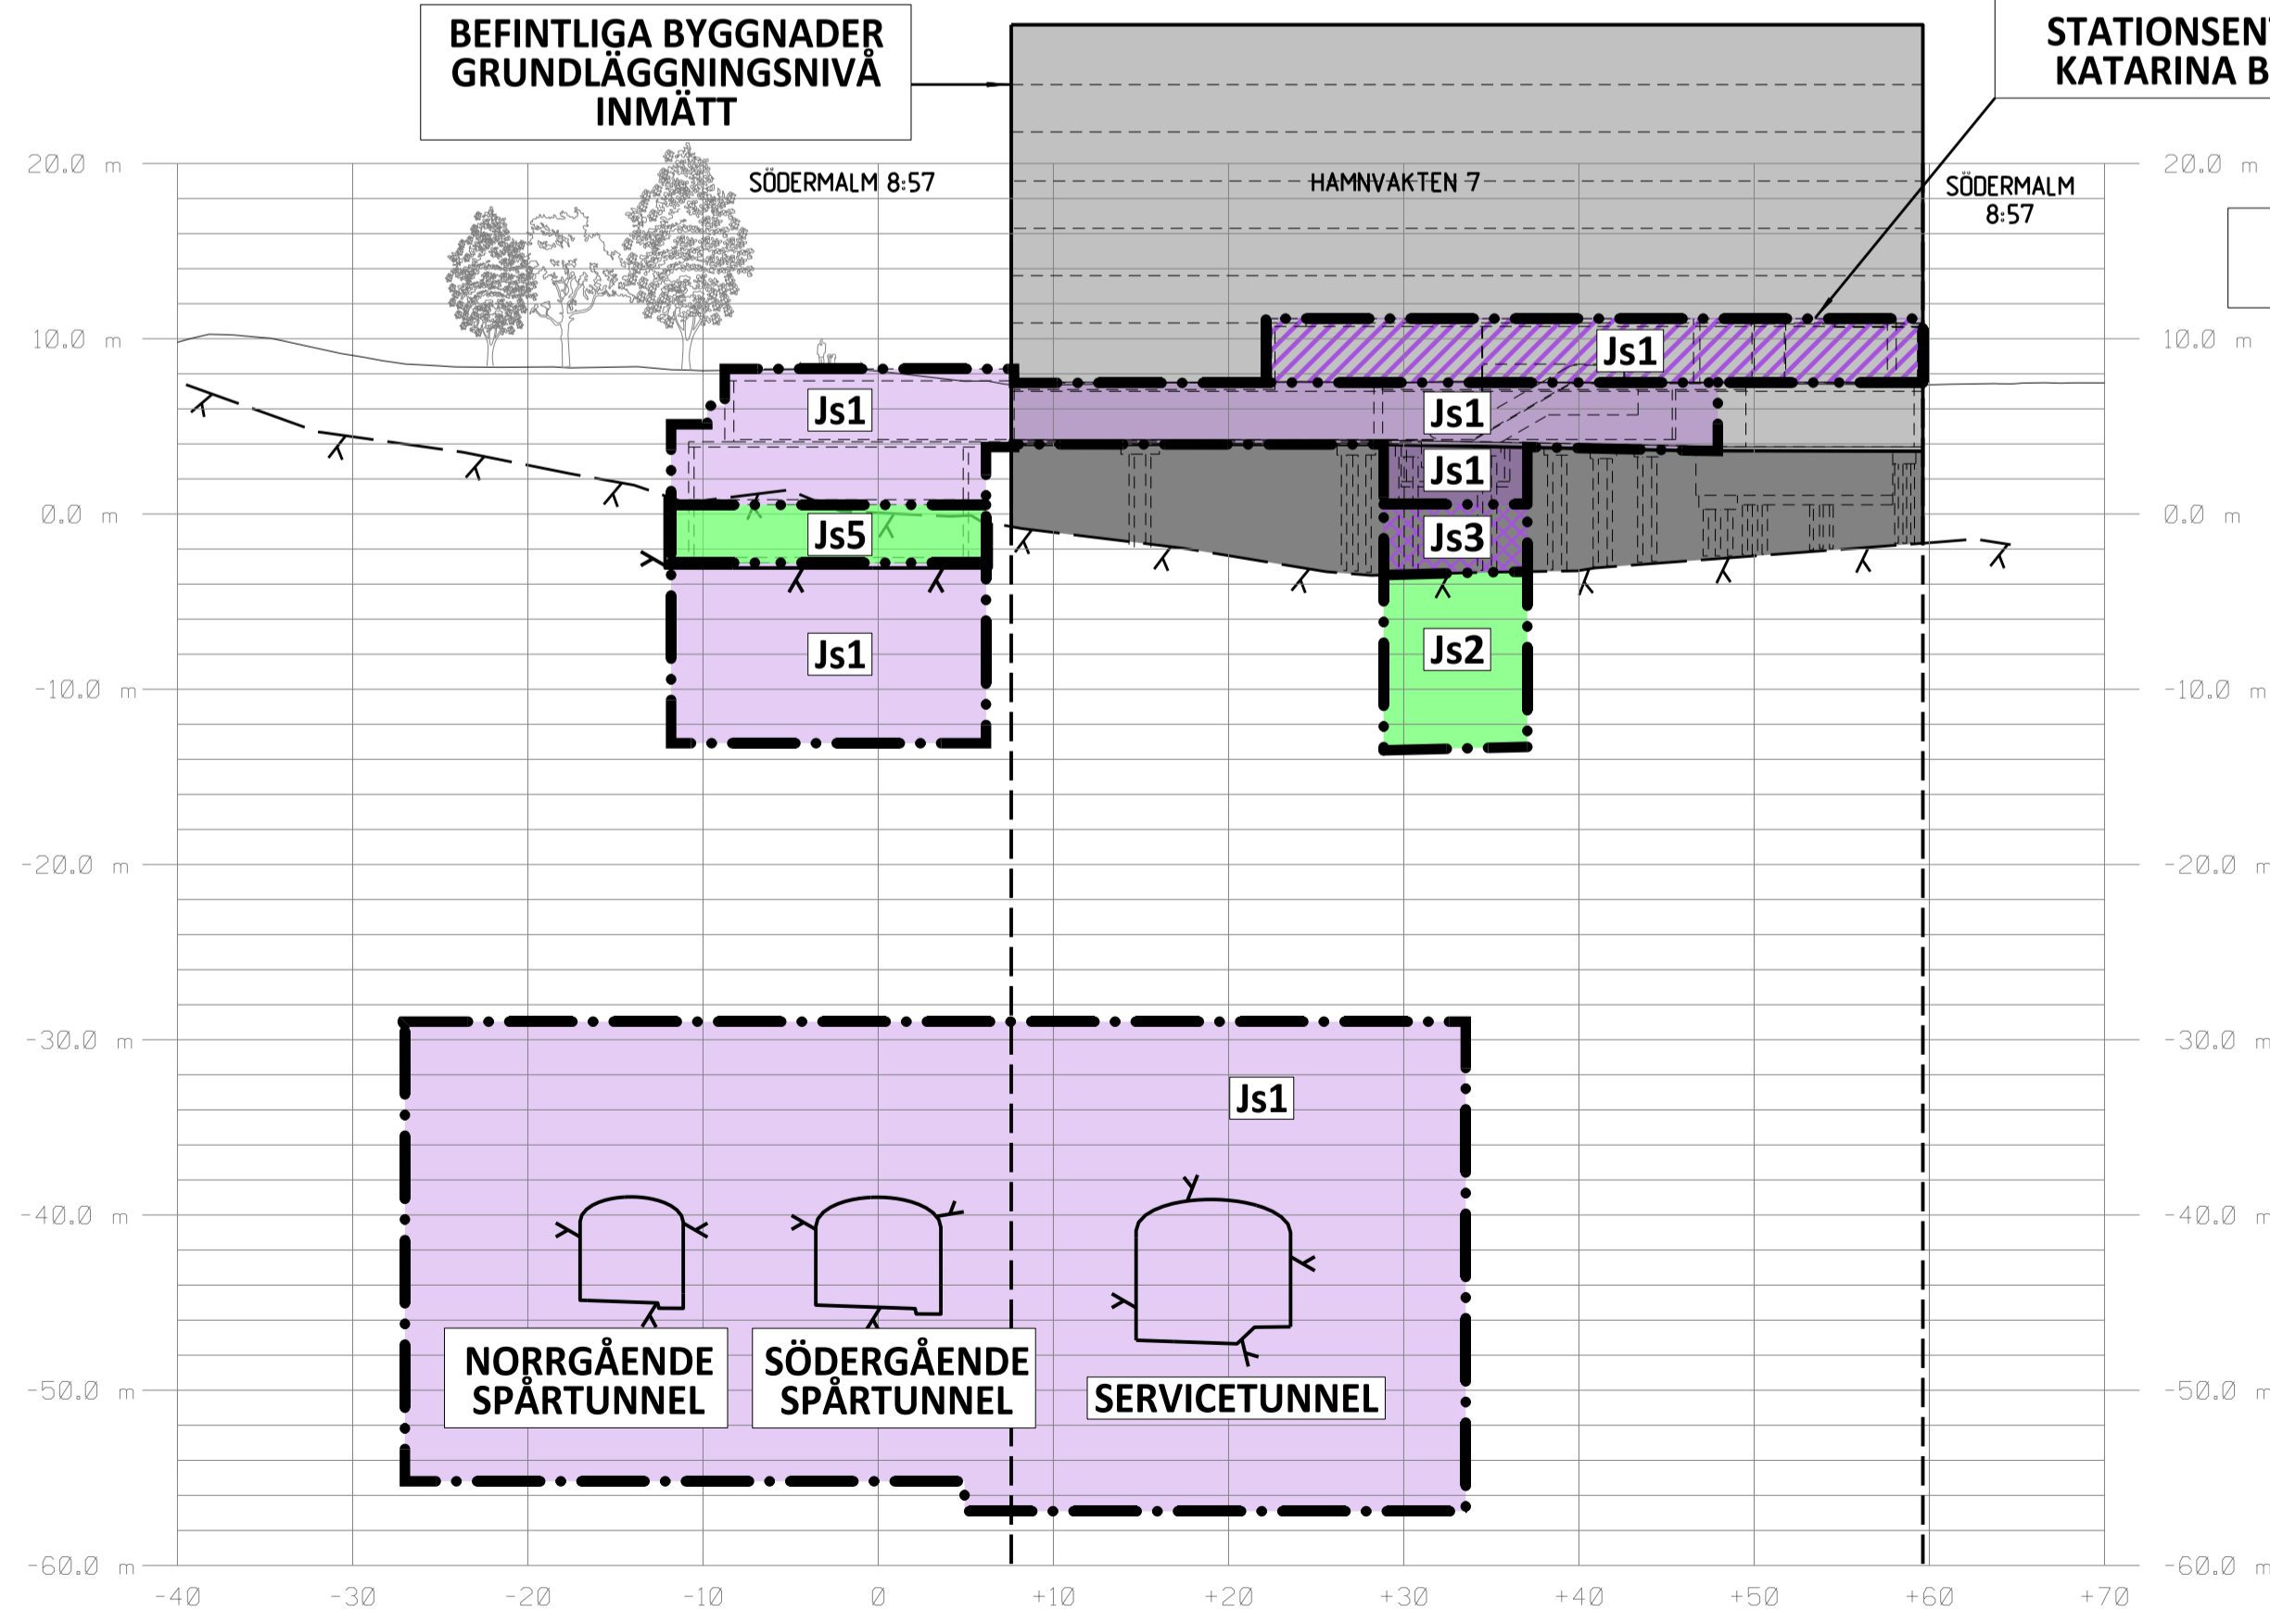 BEFINTLIGA BYGGNADER
GRUNDLÄGGNINGSNIVÅ
INMÄTT
KATARINA
20.0 m
SÖDERMALM 8:57
HAMNVAKTEN 7
20.0 m
SÖDERMALM
8:57
10.0 m
Js1
10.0 m
Js1
Js1
Js1
0.0 m
Js5
Js3
0.0 m
Js1
Js2
-10.0 m
-10.0 m
-20.0 m
-20.0 m
-30.0 m
-30.0 m
Js1
-40.0 m
-40.0 m
NORRGÅENDE
SPÅRTUNNEL
SÖDERGÅENDE
SPÅRTUNNEL
SERVICETUNNEL
-50.0 m
-50.0 m
-60.0 m
-60.0 m
-40 -30 -20 -10 0 +10 +20 +30 +40 +50 +60 +70